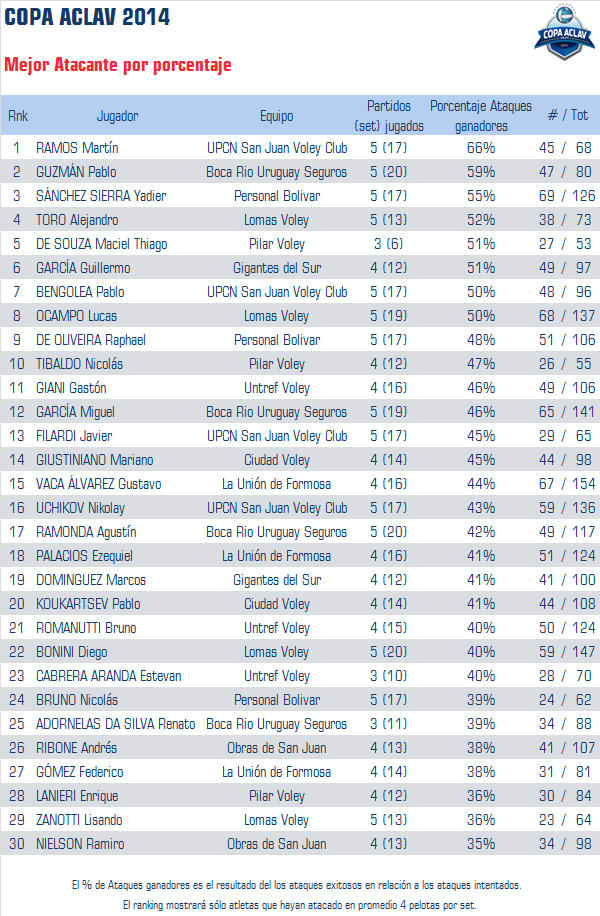 COPA ACLAV 2014
COPA ACLAV
Mejor Atacante por porcentaje
Rnk Jugador Equipo Partidos (set) jugados Porcentaje Ataques ganadores # / Tot
1 RAMOS Martín UPCN San Juan Voley Club 5 (17) 66% 45 / 68
2 GUZMÁN Pablo Boca Rio Uruguay Seguros 5 (20) 59% 47 / 80
3 SÁNCHEZ SIERRA Yadier Personal Bolivar 5 (17) 55% 69 / 126
4 TORO Alejandro Lomas Voley 5 (13) 52% 38 / 73
5 DE SOUZA Maciel Thiago Pilar Voley 3 (6) 51% 27 / 53
6 GARCÍA Guillermo Gigantes del Sur 4 (12) 51% 49 / 97
7 BENGOLEA Pablo UPCN San Juan Voley Club 5 (17) 50% 48 / 96
8 OCAMPO Lucas Lomas Voley 5 (19) 50% 68 / 137
9 DE OLIVEIRA Raphael Personal Bolivar 5 (17) 48% 51 / 106
10 TIBALDO Nicolás Pilar Voley 4 (12) 47% 26 / 55
11 GIANI Gastón Untref Voley 4 (16) 46% 49 / 106
12 GARCÍA Miguel Boca Rio Uruguay Seguros 5 (19) 46% 65 / 141
13 FILARDI Javier UPCN San Juan Voley Club 5 (17) 45% 29 / 65
14 GIUSTINIANO Mariano Ciudad Voley 4 (14) 45% 44 / 98
15 VACA ÁLVAREZ Gustavo La Unión de Formosa 4 (16) 44% 67 / 154
16 UCHIKOV Nikolay UPCN San Juan Voley Club 5 (17) 43% 59 / 136
17 RAMONDA Agustín Boca Rio Uruguay Seguros 5 (20) 42% 49 / 117
18 PALACIOS Ezequiel La Unión de Formosa 4 (16) 41% 51 / 124
19 DOMINGUEZ Marcos Gigantes del Sur 4 (12) 41% 41 / 100
20 KOUKARTSEV Pablo Ciudad Voley 4 (14) 41% 44 / 108
21 ROMANUTTI Bruno Untref Voley 4 (15) 40% 50 / 124
22 BONINI Diego Lomas Voley 5 (20) 40% 59 / 147
23 CABRERA ARANDA Estevan Untref Voley 3 (10) 40% 28 / 70
24 BRUNO Nicolás Personal Bolivar 5 (17) 39% 24 / 62
25 ADORNELAS DA SILVA Renato Boca Rio Uruguay Seguros 3 (11) 39% 34 / 88
26 RIBONE Andrés Obras de San Juan 4 (13) 38% 41 / 107
27 GÓMEZ Federico La Unión de Formosa 4 (14) 38% 31 / 81
28 LANIERI Enrique Pilar Voley 4 (12) 36% 30 / 84
29 ZANOTTI Lisando Lomas Voley 5 (13) 36% 23 / 64
30 NIELSON Ramiro Obras de San Juan 4 (13) 35% 34 / 98
El % de Ataques ganadores es el resultado del los ataques exitosos en relación a los ataques intentados.
El ranking mostrará sólo atletas que hayan atacado en promedio 4 pelotas por set.